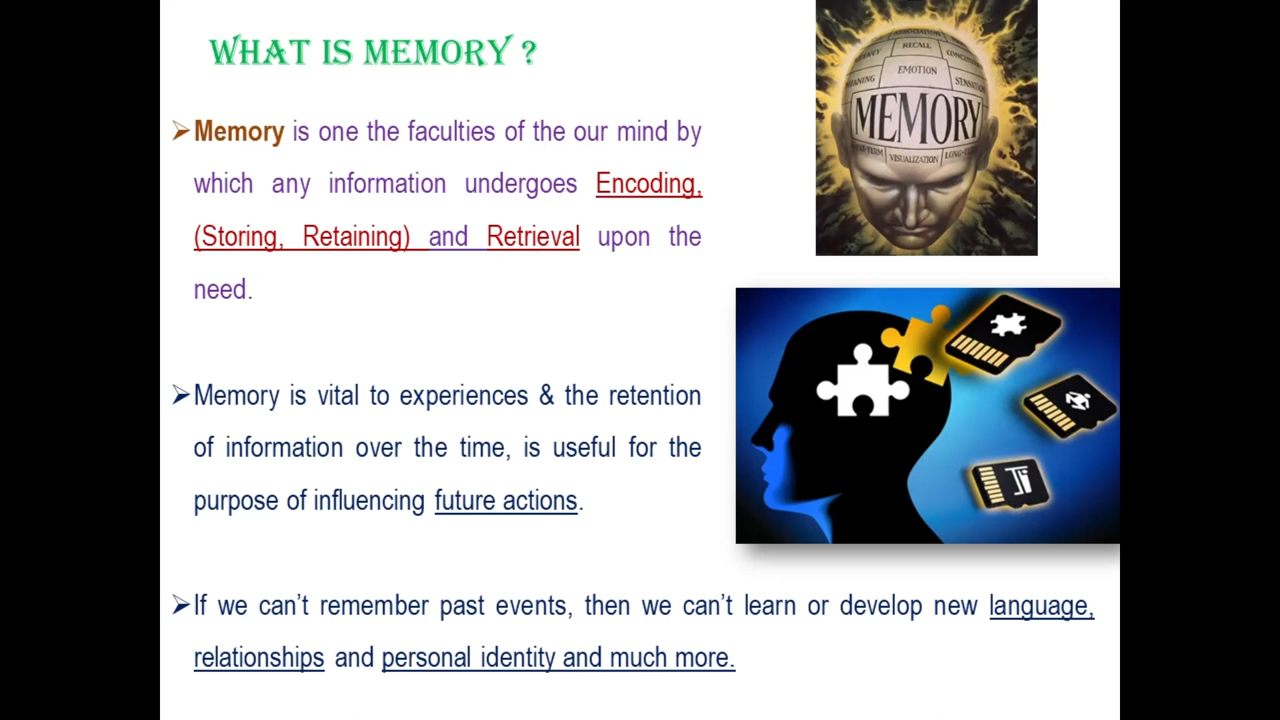 WHAT IS MEMORY ?
➢Memory is one the faculties of the our mind by
which any information undergoes Encoding,
(Storing, Retaining) and Retrieval upon the
need.
➢Memory is vital to experiences & the retention
of information over the time, is useful for the
purpose of influencing future actions.
➢If we can't remember past events, then we can't learn or develop new language,
relationships and personal identity and much more.
ASSOCIATION
RECALL
EMOTION
MEMORY
VISUALIZATION